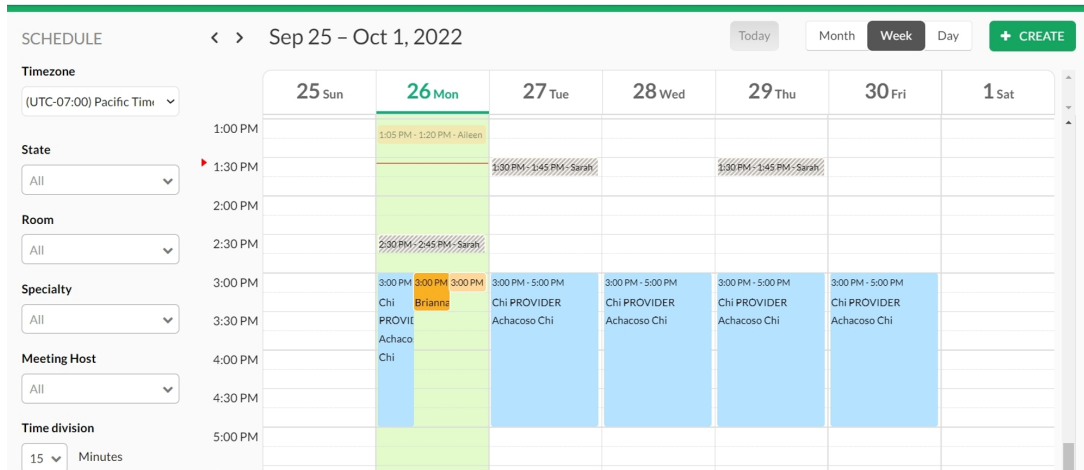 SCHEDULE
Sep 25 – Oct 1, 2022
Today
Month Week Day
+ CREATE
Timezone
(UTC-07:00) Pacific Time
State
All
Room
All
Specialty
All
Meeting Host
All
Time division
15 Minutes
25 Sun 26 Mon 27 Tue 28 Wed 29 Thu 30 Fri 1 Sat
1:00 PM
1:05 PM - 1:20 PM - Aileen
1:30 PM
1:30 PM - 1:45 PM - Sarah
1:30 PM - 1:45 PM - Sarah
2:00 PM
2:30 PM
2:30 PM - 2:45 PM - Sarah
3:00 PM
3:00 PM
Chi
PROVID
Achaco
Chi
3:00 PM
Brianna
3:00 PM
3:00 PM - 5:00 PM
Chi PROVIDER
Achacoso Chi
3:00 PM - 5:00 PM
Chi PROVIDER
Achacoso Chi
3:00 PM - 5:00 PM
Chi PROVIDER
Achacoso Chi
3:00 PM - 5:00 PM
Chi PROVIDER
Achacoso Chi
3:30 PM
4:00 PM
4:30 PM
5:00 PM